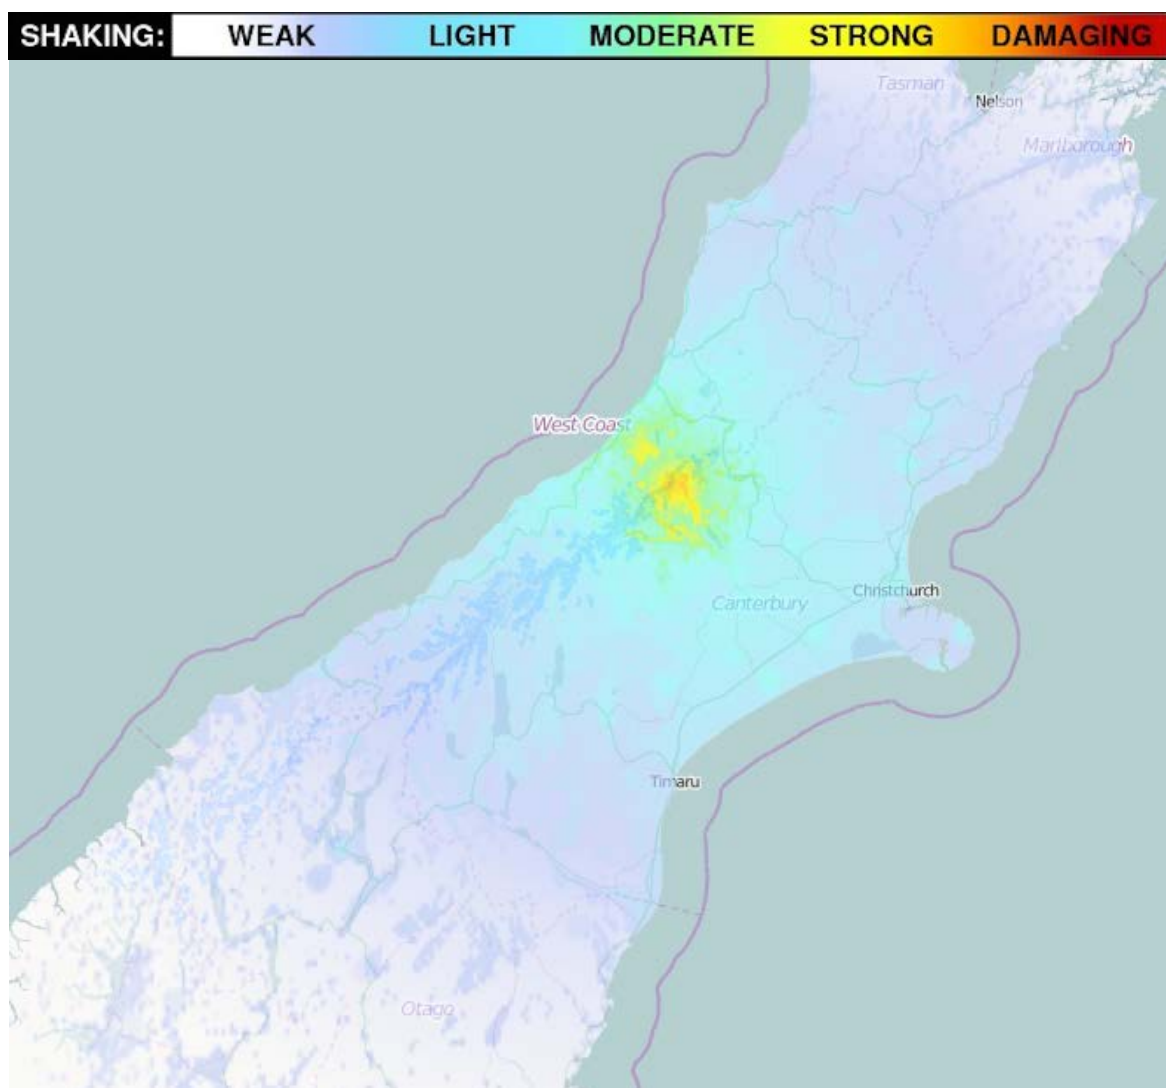 SHAKING: WEAK LIGHT MODERATE STRONG DAMAGING
Tasman
Nelson
Marlborough
West Coast
Christchurch
Canterbury
Timaru
Otago